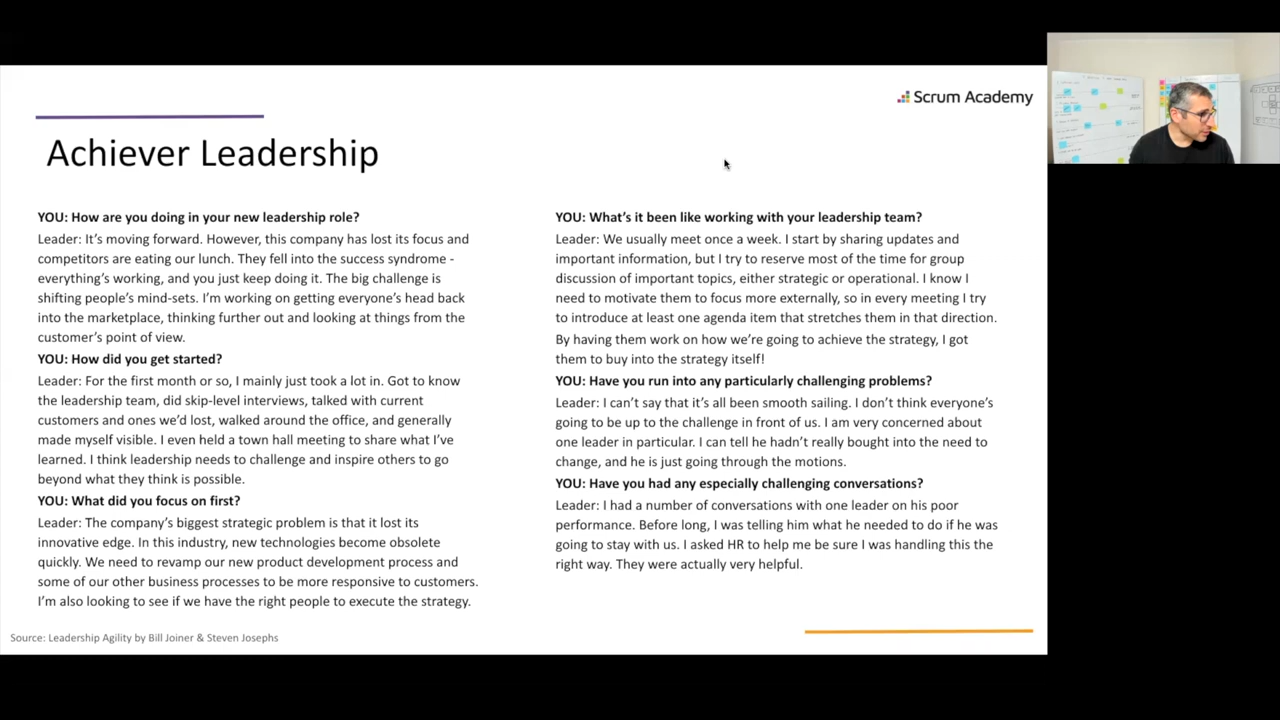 Scrum Academy
Achiever Leadership
YOU: How are you doing in your new leadership role?
Leader: It’s moving forward. However, this company has lost its focus and
competitors are eating our lunch. They fell into the success syndrome -
everything’s working, and you just keep doing it. The big challenge is
shifting people’s mind-sets. I’m working on getting everyone’s head back
into the marketplace, thinking further out and looking at things from the
customer’s point of view.
YOU: How did you get started?
Leader: For the first month or so, I mainly just took a lot in. Got to know
the leadership team, did skip-level interviews, talked with current
customers and ones we’d lost, walked around the office, and generally
made myself visible. I even held a town hall meeting to share what I’ve
learned. I think leadership needs to challenge and inspire others to go
beyond what they think is possible.
YOU: What did you focus on first?
Leader: The company’s biggest strategic problem is that it lost its
innovative edge. In this industry, new technologies become obsolete
quickly. We need to revamp our new product development process and
some of our other business processes to be more responsive to customers.
I’m also looking to see if we have the right people to execute the strategy.
YOU: What’s it been like working with your leadership team?
Leader: We usually meet once a week. I start by sharing updates and
important information, but I try to reserve most of the time for group
discussion of important topics, either strategic or operational. I know I
need to motivate them to focus more externally, so in every meeting I try
to introduce at least one agenda item that stretches them in that direction.
By having them work on how we’re going to achieve the strategy, I got
them to buy into the strategy itself!
YOU: Have you run into any particularly challenging problems?
Leader: I can’t say that it’s all been smooth sailing. I don’t think everyone’s
going to be up to the challenge in front of us. I am very concerned about
one leader in particular. I can tell he hadn’t really bought into the need to
change, and he is just going through the motions.
YOU: Have you had any especially challenging conversations?
Leader: I had a number of conversations with one leader on his poor
performance. Before long, I was telling him what he needed to do if he was
going to stay with us. I asked HR to help me be sure I was handling this the
right way. They were actually very helpful.
Source: Leadership Agility by Bill Joiner & Steven Josephs